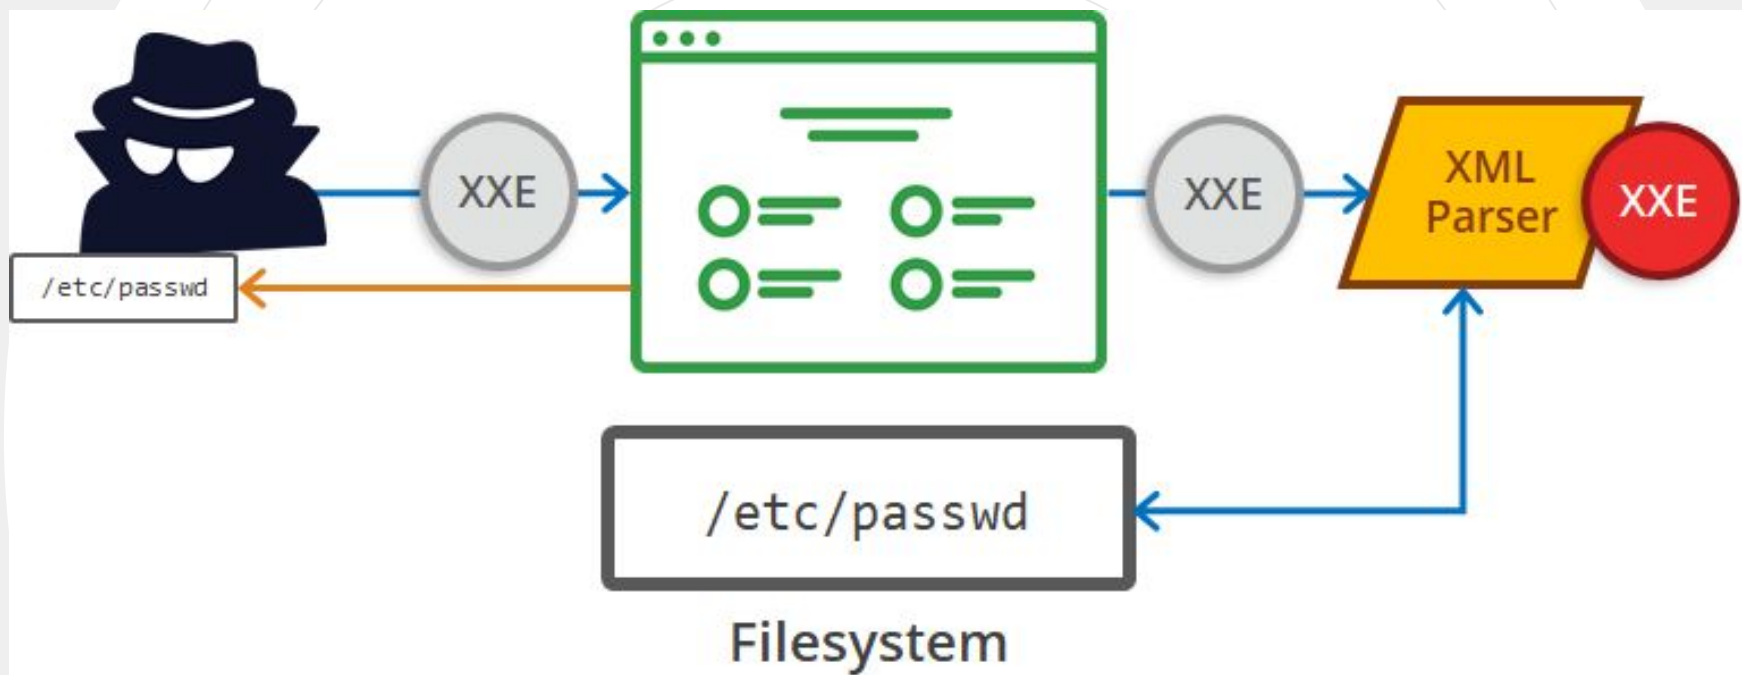 XXE
XXE
XML
Parser
XXE
/etc/passwd
/etc/passwd
Filesystem